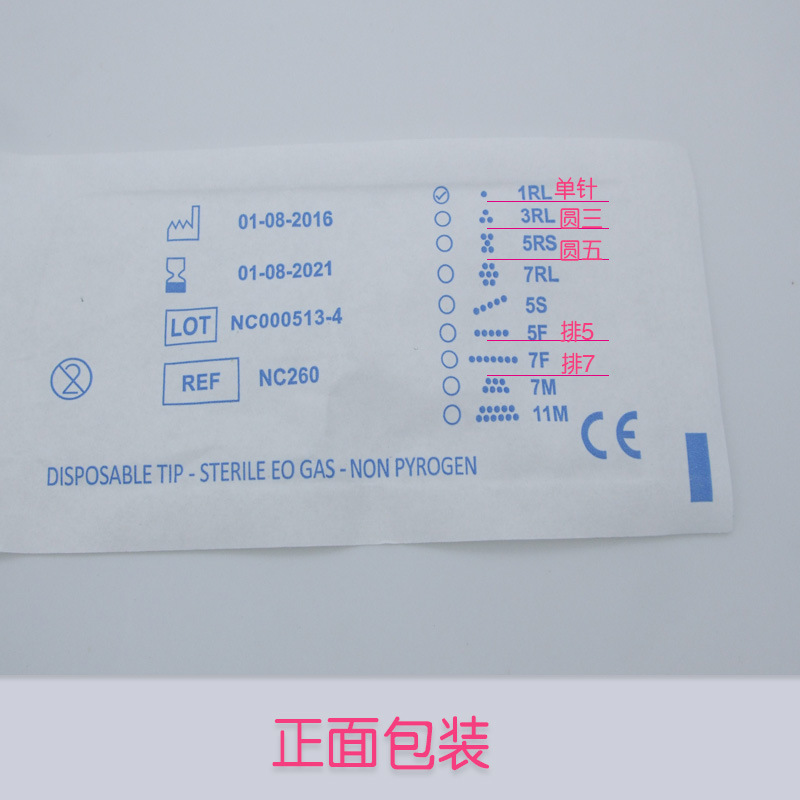 1RL 单针
01-08-2016
3RL 圆三
5RS 圆五
01-08-2021
7RL
5S
LOT NC000513-4
5F 排5
7F 排7
REF NC260
7M
11M
2
CE
DISPOSABLE TIP - STERILE EO GAS - NON PYROGEN
正面包装